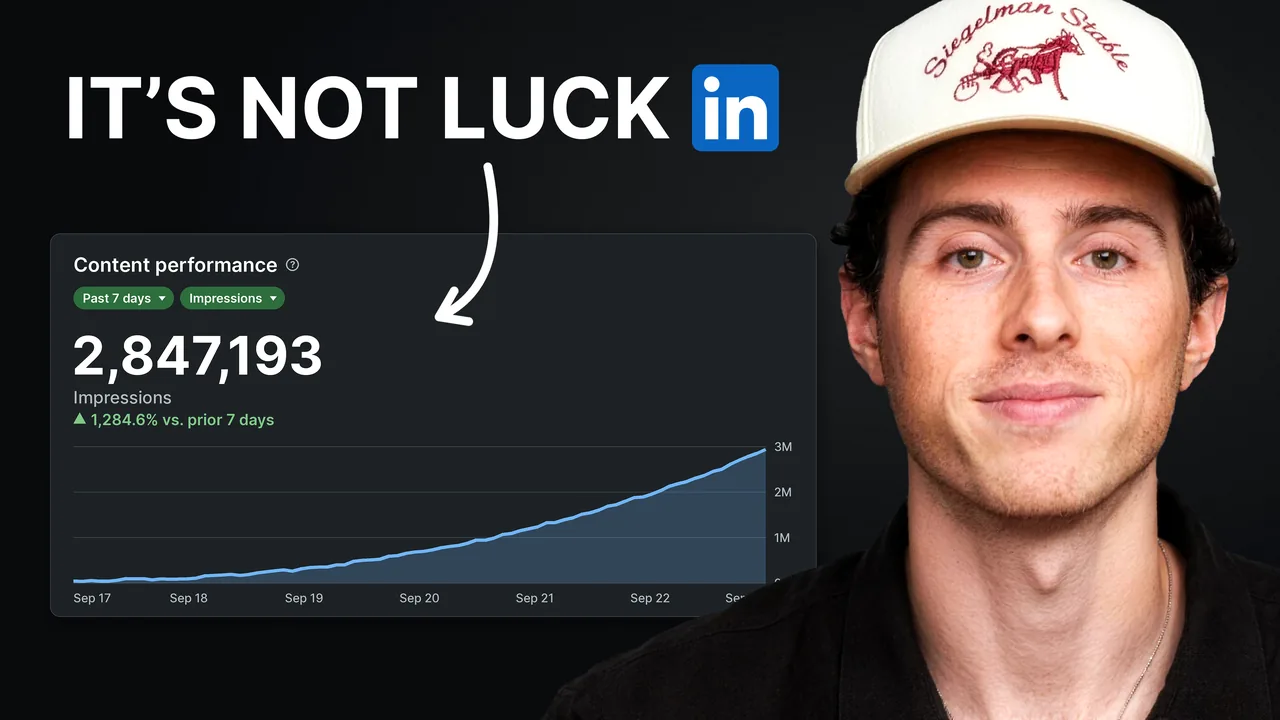 IT'S NOT LUCK in
Siegelman Stable
Content performance ?
Past 7 days Impressions
2,847,193
Impressions
1,284.6% vs. prior 7 days
3M
2M
1M
Sep 17 Sep 18 Sep 19 Sep 20 Sep 21 Sep 22